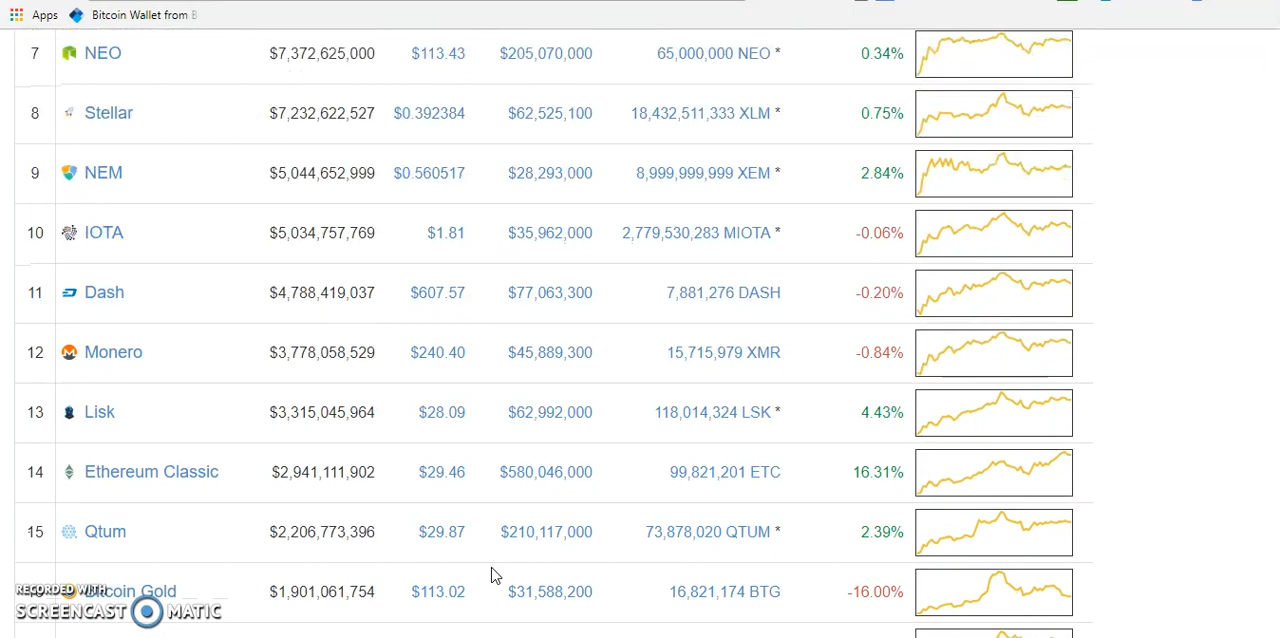 Apps Bitcoin Wallet from B
7 NEO $7,372,625,000 $113.43 $205,070,000 65,000,000 NEO * 0.34%
8 Stellar $7,232,622,527 $0.392384 $62,525,100 18,432,511,333 XLM * 0.75%
9 NEM $5,044,652,999 $0.560517 $28,293,000 8,999,999,999 XEM * 2.84%
10 IOTA $5,034,757,769 $1.81 $35,962,000 2,779,530,283 MIOTA * -0.06%
11 Dash $4,788,419,037 $607.57 $77,063,300 7,881,276 DASH -0.20%
12 Monero $3,778,058,529 $240.40 $45,889,300 15,715,979 XMR -0.84%
13 Lisk $3,315,045,964 $28.09 $62,992,000 118,014,324 LSK * 4.43%
14 Ethereum Classic $2,941,111,902 $29.46 $580,046,000 99,821,201 ETC 16.31%
15 Qtum $2,206,773,396 $29.87 $210,117,000 73,878,020 QTUM * 2.39%
Bitcoin Gold $1,901,061,754 $113.02 $31,588,200 16,821,174 BTG -16.00%
RECORDED WITH
SCREENCAST MATIC